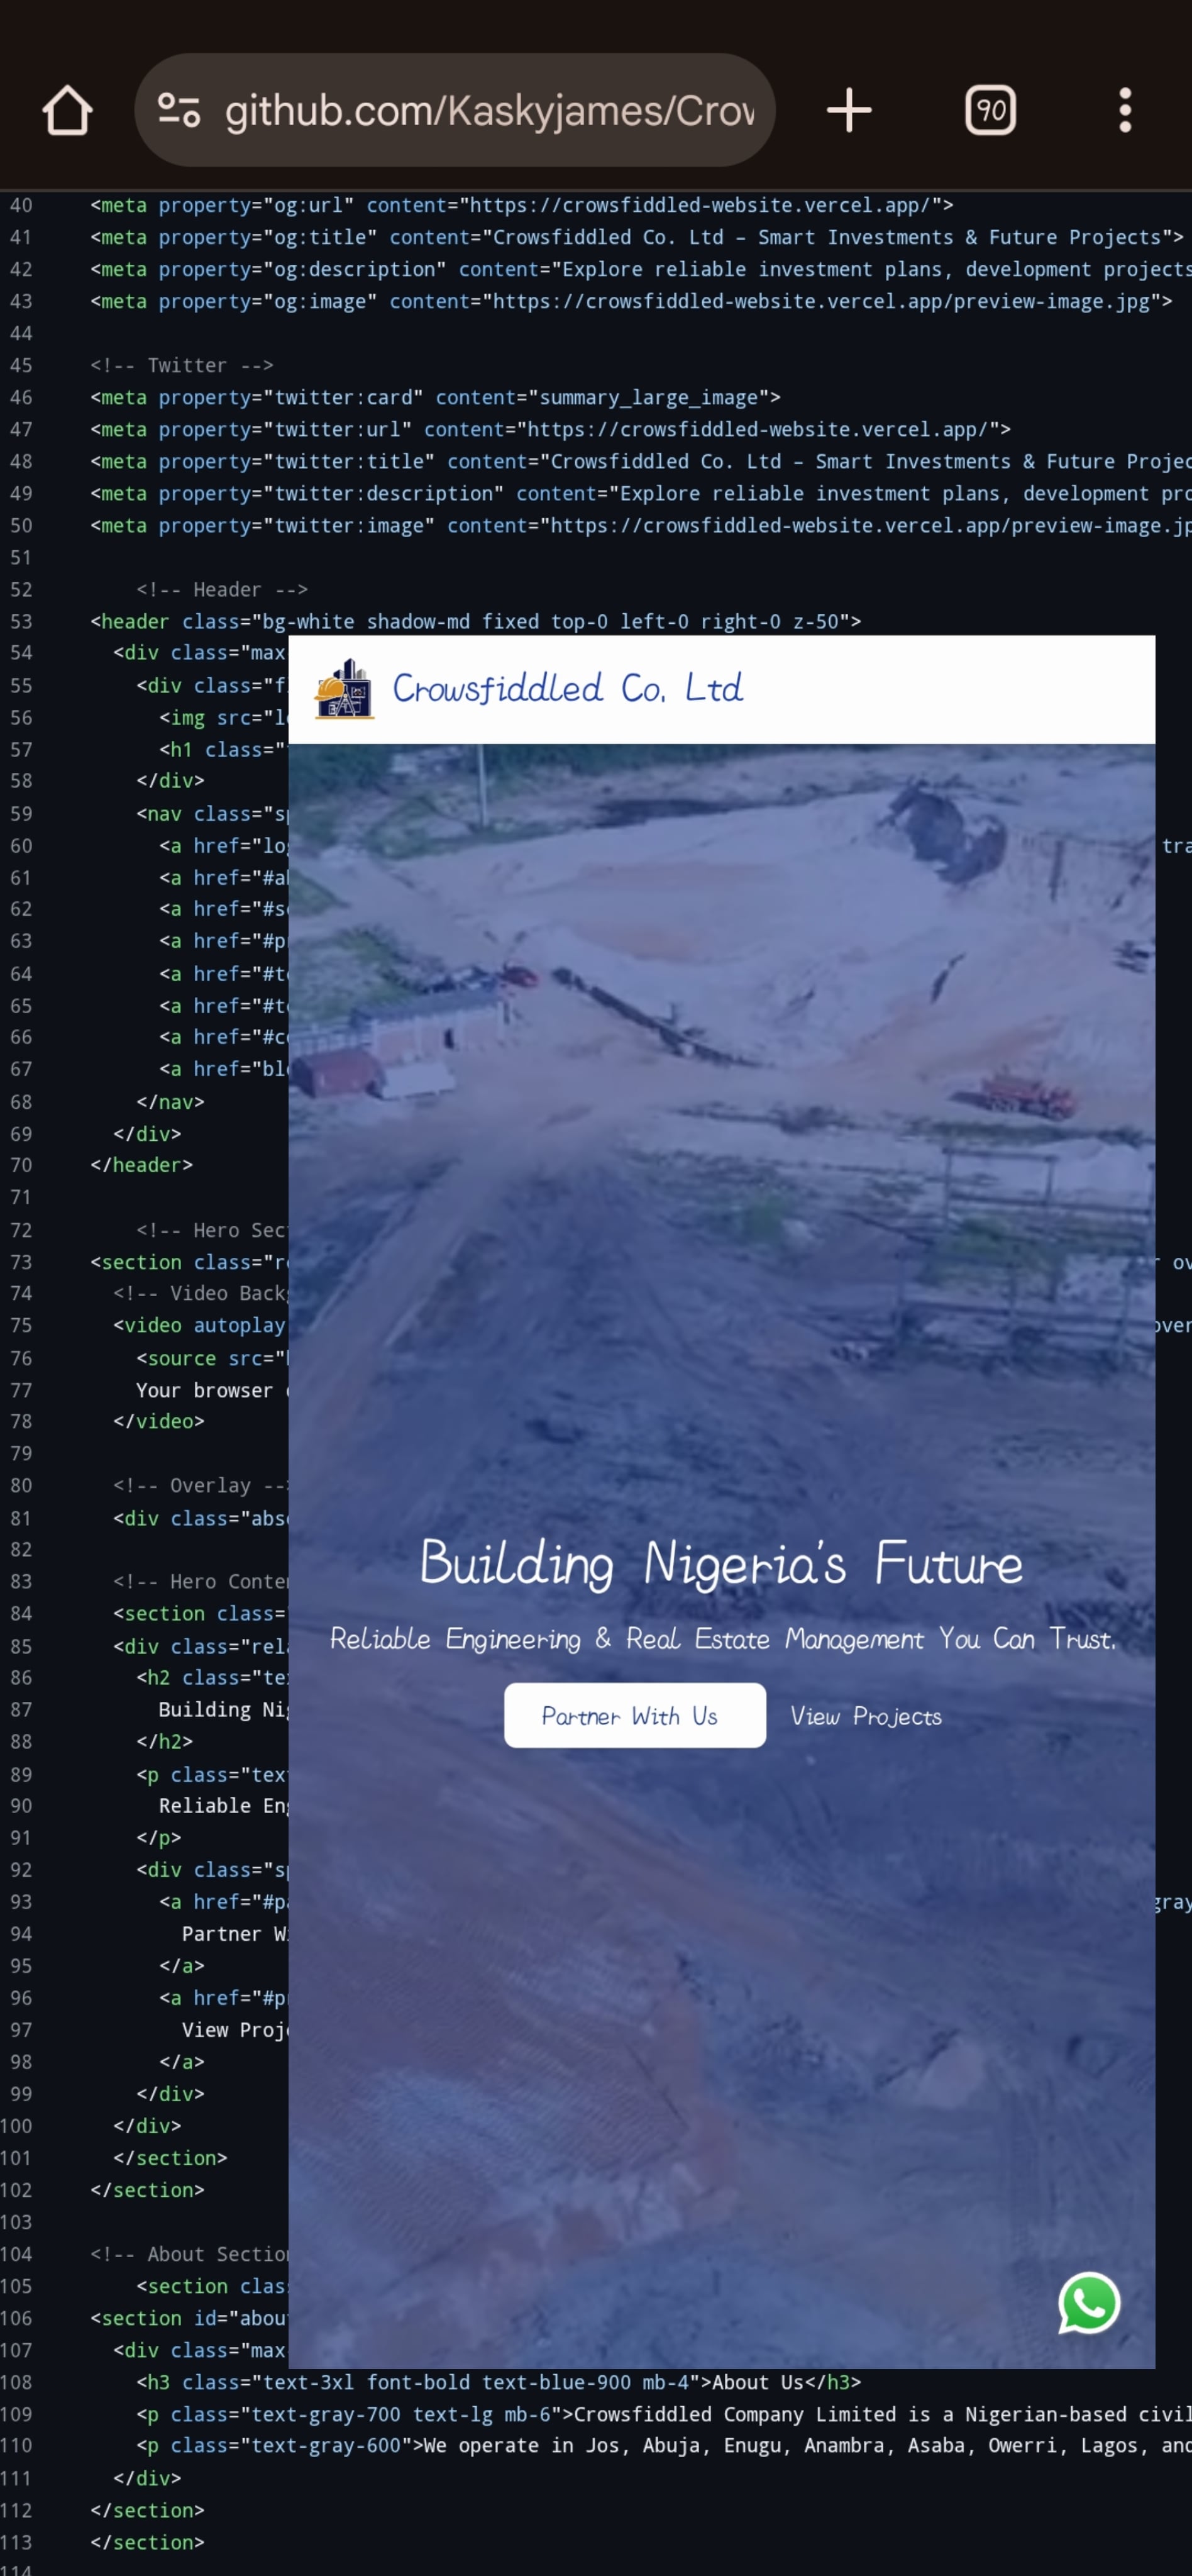 github.com/Kaskyjames/Crow
90
40 <meta property="og:url" content="https://crowsfiddled-website.vercel.app/">
41 <meta property="og:title" content="Crowsfiddled Co. Ltd – Smart Investments & Future Projects">
42 <meta property="og:description" content="Explore reliable investment plans, development projects
43 <meta property="og:image" content="https://crowsfiddled-website.vercel.app/preview-image.jpg">
44
45 <!-- Twitter -->
46 <meta property="twitter:card" content="summary_large_image">
47 <meta property="twitter:url" content="https://crowsfiddled-website.vercel.app/">
48 <meta property="twitter:title" content="Crowsfiddled Co. Ltd – Smart Investments & Future Projec
49 <meta property="twitter:description" content="Explore reliable investment plans, development pro
50 <meta property="twitter:image" content="https://crowsfiddled-website.vercel.app/preview-image.jp
51
52 <!-- Header -->
53 <header class="bg-white shadow-md fixed top-0 left-0 right-0 z-50">
54 <div class="max
55 <div class="f
56 <img src="l
57 <h1 class="
58 </div>
59 <nav class="s
60 <a href="log tra
61 <a href="#a
62 <a href="#s
63 <a href="#p
64 <a href="#t
65 <a href="#t
66 <a href="#c
67 <a href="bl
68 </nav>
69 </div>
70 </header>
71
72 <!-- Hero Sec
73 <section class="r ov
74 <!-- Video Back
75 <video autoplay over
76 <source src="
77 Your browser
78 </video>
79
80 <!-- Overlay --
81 <div class="abs
82
83 <!-- Hero Conte
84 <section class=
85 <div class="rel
86 <h2 class="te
87 Building Ni
88 </h2>
89 <p class="tex
90 Reliable En
91 </p>
92 <div class="s
93 <a href="#pa gray
94 Partner W
95 </a>
96 <a href="#p
97 View Proj
98 </a>
99 </div>
100 </div>
101 </section>
102 </section>
103
104 <!-- About Sectio
105 <section clas
106 <section id="abou
107 <div class="max
108 <h3 class="text-3xl font-bold text-blue-900 mb-4">About Us</h3>
109 <p class="text-gray-700 text-lg mb-6">Crowsfiddled Company Limited is a Nigerian-based civil
110 <p class="text-gray-600">We operate in Jos, Abuja, Enugu, Anambra, Asaba, Owerri, Lagos, and
111 </div>
112 </section>
113 </section>
114
Crowsfiddled Co. Ltd
Building Nigeria's Future
Reliable Engineering & Real Estate Management You Can Trust.
Partner With Us
View Projects